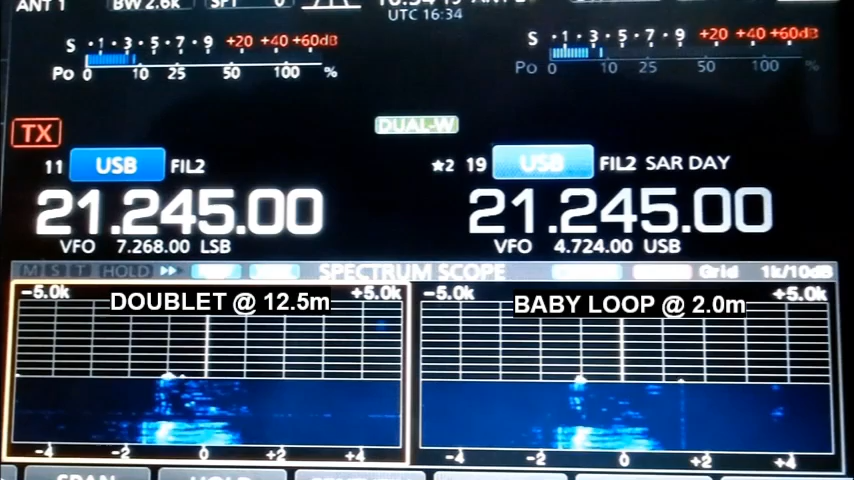 ANT 1 BW 2.6k SFT 0
UTC 16:34
S 1 3 5 7 9 +20 +40 +60dB
Po 0 10 25 50 100 %
S 1 3 5 7 9 +20 +40 +60dB
Po 0 10 25 50 100 %
TX
DUAL-W
11 USB FIL2
★2 19 USB FIL2 SAR DAY
21.245.00
21.245.00
VFO 7.268.00 LSB
VFO 4.724.00 USB
M S T HOLD SPECTRUM SCOPE Grid 1k/10dB
-5.0k DOUBLET @ 12.5m +5.0k
-5.0k BABY LOOP @ 2.0m +5.0k
-4 -2 0 +2 +4
-4 -2 0 +2 +4
SPAN HOLD